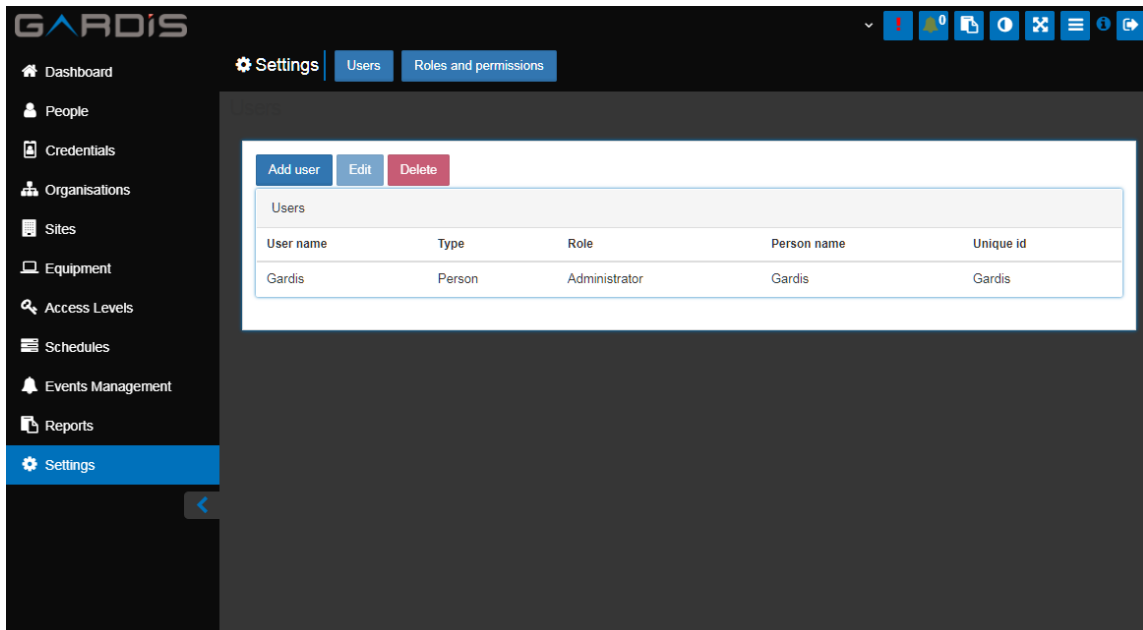 GARDiS
0
Dashboard
People
Credentials
Organisations
Sites
Equipment
Access Levels
Schedules
Events Management
Reports
Settings
Settings
Users
Roles and permissions
Users
Add user
Edit
Delete
Users
User name Type Role Person name Unique id
Gardis Person Administrator Gardis Gardis